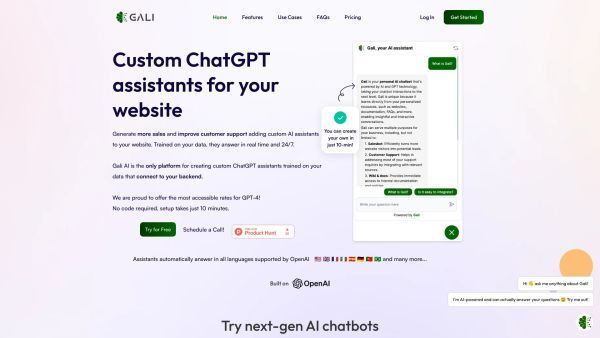 GALI
Home Features Use Cases FAQs Pricing Log In Get Started
Custom ChatGPT
assistants for your
website
Generate more sales and improve customer support adding custom AI assistants
to your website. Trained on your data, they answer in real time and 24/7.
Gali AI is the only platform for creating custom ChatGPT assistants trained on your
data that connect to your backend.
We are proud to offer the most accessible rates for GPT-4!
No code required, setup takes just 10 minutes.
Try for Free Schedule a Call! Product Hunt
You can create
your own in
just 10-min!
Gali, your AI assistant
What is Gali?
Gali is your personal AI chatbot that's
powered by AI and GPT technology,
taking your chatbot interactions to the
next level. Gali is unique because it
learns directly from your personalized
resources, such as websites,
documentation, FAQs, and more,
enabling insightful and interactive
conversations.
Gali can serve multiple purposes for
your business, including, but not
limited to:
1. Salesbot: Efficiently turns mere
website visitors into potential leads.
2. Customer Support: Helps in
addressing most of your support
inquiries by integrating with relevant
sources.
3. Wiki & docs: Provides immediate
access to internal documentation
What is Gali? Is it easy to integrate?
Write your question here
Powered by Gali
Assistants automatically answer in all languages supported by OpenAI 🇺🇸 🇬🇧 🇫🇷 🇮🇹 🇪🇸 🇩🇪 🇵🇹 🇧🇷 and many more...
Built on OpenAI
Hi 👋 ask me anything about Gali!
I'm AI-powered and can actually answer your questions 😉 Try me out!
Try next-gen AI chatbots